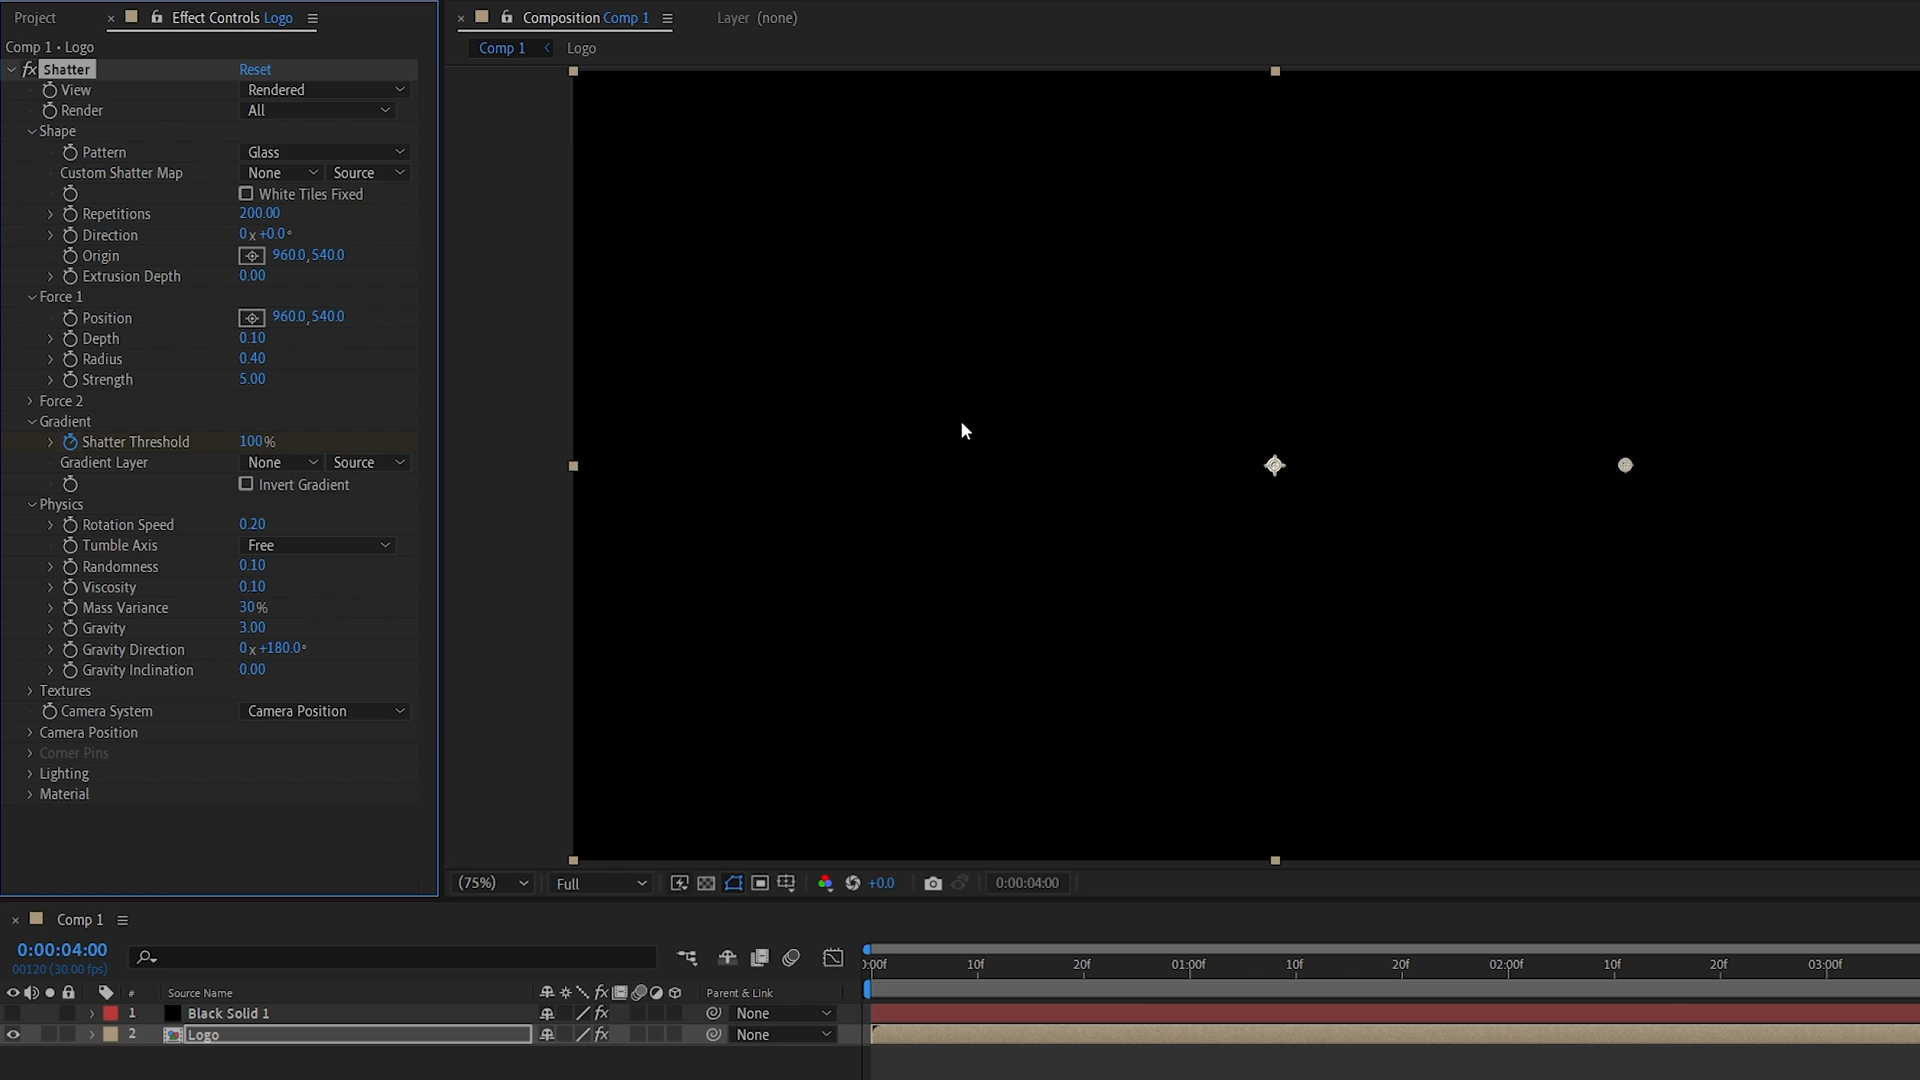 Project
Effect Controls Logo
Comp 1 • Logo
fx Shatter Reset
View Rendered
Render All
Shape
Pattern Glass
Custom Shatter Map None Source
White Tiles Fixed
Repetitions 200.00
Direction 0 x +0.0°
Origin 960.0,540.0
Extrusion Depth 0.00
Force 1
Position 960.0,540.0
Depth 0.10
Radius 0.40
Strength 5.00
Force 2
Gradient
Shatter Threshold 100%
Gradient Layer None Source
Invert Gradient
Physics
Rotation Speed 0.20
Tumble Axis Free
Randomness 0.10
Viscosity 0.10
Mass Variance 30%
Gravity 3.00
Gravity Direction 0 x +180.0°
Gravity Inclination 0.00
Textures
Camera System Camera Position
Camera Position
Corner Pins
Lighting
Material
Composition Comp 1
Layer (none)
Comp 1 Logo
(75%) Full +0.0 0:00:04:00
Comp 1
0:00:04:00
00120 (30.00 fps)
:00f 10f 20f 01:00f 10f 20f 02:00f 10f 20f 03:00f
# Source Name fx Parent & Link
1 Black Solid 1 fx None
2 Logo fx None